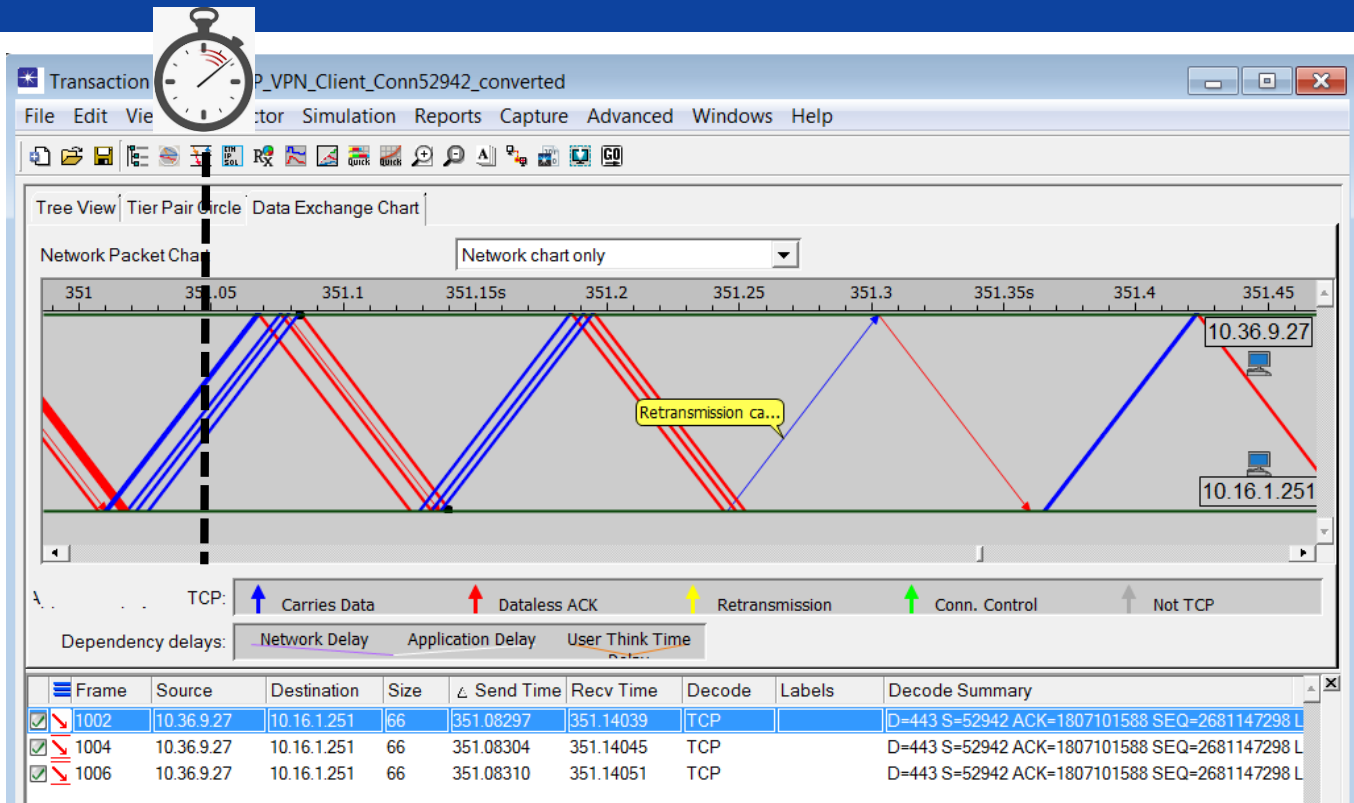 Transaction P_VPN_Client_Conn52942_converted
File Edit Vie ctor Simulation Reports Capture Advanced Windows Help
Tree View Tier Pair Circle Data Exchange Chart
Network Packet Chart Network chart only
351 351.05 351.1 351.15s 351.2 351.25 351.3 351.35s 351.4 351.45
10.36.9.27
Retransmission ca...
10.16.1.251
TCP: Carries Data Dataless ACK Retransmission Conn. Control Not TCP
Dependency delays: Network Delay Application Delay User Think Time
Frame Source Destination Size Send Time Recv Time Decode Labels Decode Summary
1002 10.36.9.27 10.16.1.251 66 351.08297 351.14039 TCP D=443 S=52942 ACK=1807101588 SEQ=2681147298 L
1004 10.36.9.27 10.16.1.251 66 351.08304 351.14045 TCP D=443 S=52942 ACK=1807101588 SEQ=2681147298 L
1006 10.36.9.27 10.16.1.251 66 351.08310 351.14051 TCP D=443 S=52942 ACK=1807101588 SEQ=2681147298 L